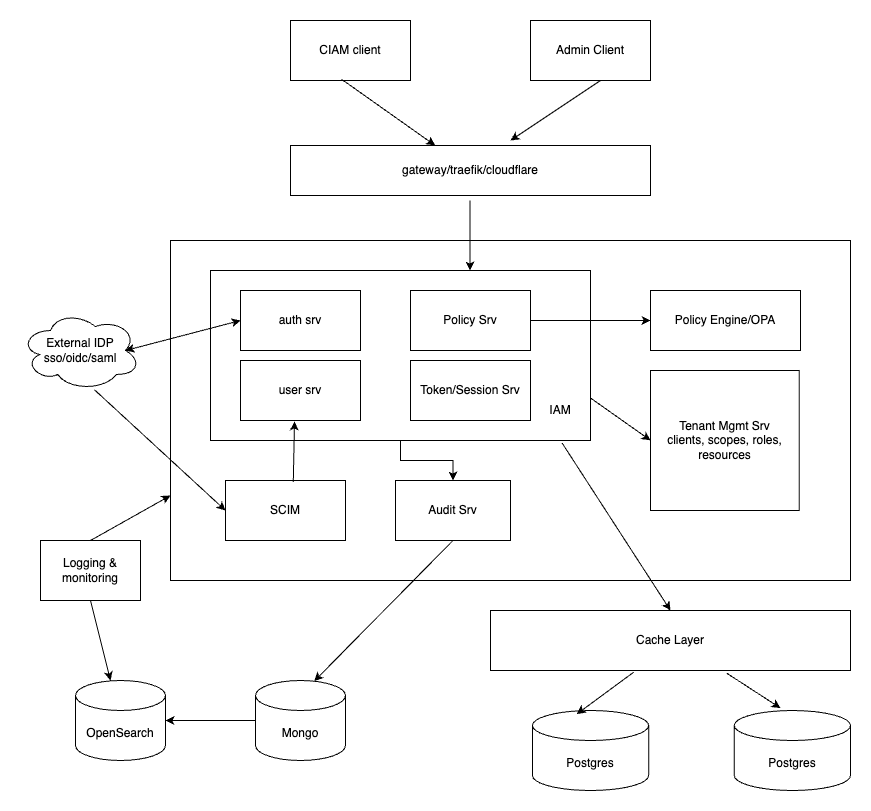 CIAM client
Admin Client
gateway/traefik/cloudflare
auth srv
Policy Srv
Policy Engine/OPA
External IDP
sso/oidc/saml
user srv
Token/Session Srv
IAM
Tenant Mgmt Srv
clients, scopes, roles,
resources
SCIM
Audit Srv
Logging &
monitoring
Cache Layer
OpenSearch
Mongo
Postgres
Postgres